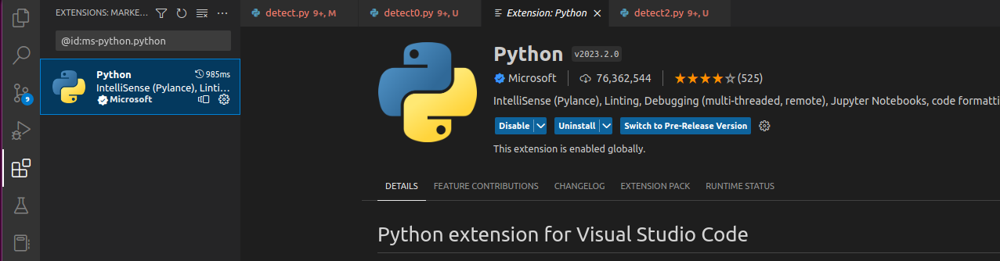 EXTENSIONS: MARKE...
detect.py 9+, M
detect0.py 9+, U
Extension: Python
detect2.py 9+, U
@id:ms-python.python
Python
985ms
IntelliSense (Pylance), Linti...
Microsoft
9
Python v2023.2.0
Microsoft
76,362,544
(525)
IntelliSense (Pylance), Linting, Debugging (multi-threaded, remote), Jupyter Notebooks, code formatti
Disable
Uninstall
Switch to Pre-Release Version
This extension is enabled globally.
DETAILS
FEATURE CONTRIBUTIONS
CHANGELOG
EXTENSION PACK
RUNTIME STATUS
Python extension for Visual Studio Code